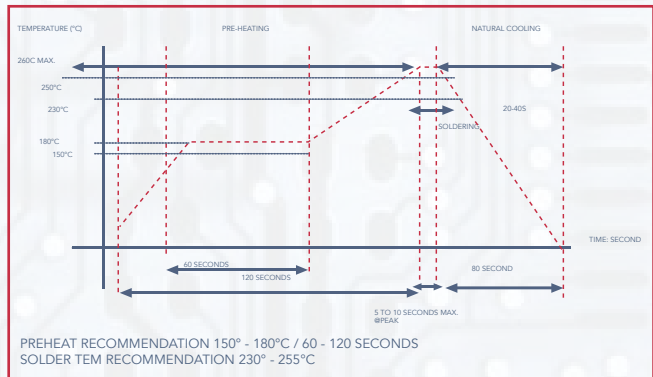 TEMPERATURE (°C)
PRE-HEATING
NATURAL COOLING
260C MAX.
250°C
230°C
20-40S
SOLDERING
180°C
150°C
TIME: SECOND
60 SECONDS
120 SECONDS
80 SECOND
5 TO 10 SECONDS MAX.
@PEAK
PREHEAT RECOMMENDATION 150° - 180°C / 60 - 120 SECONDS
SOLDER TEM RECOMMENDATION 230° - 255°C